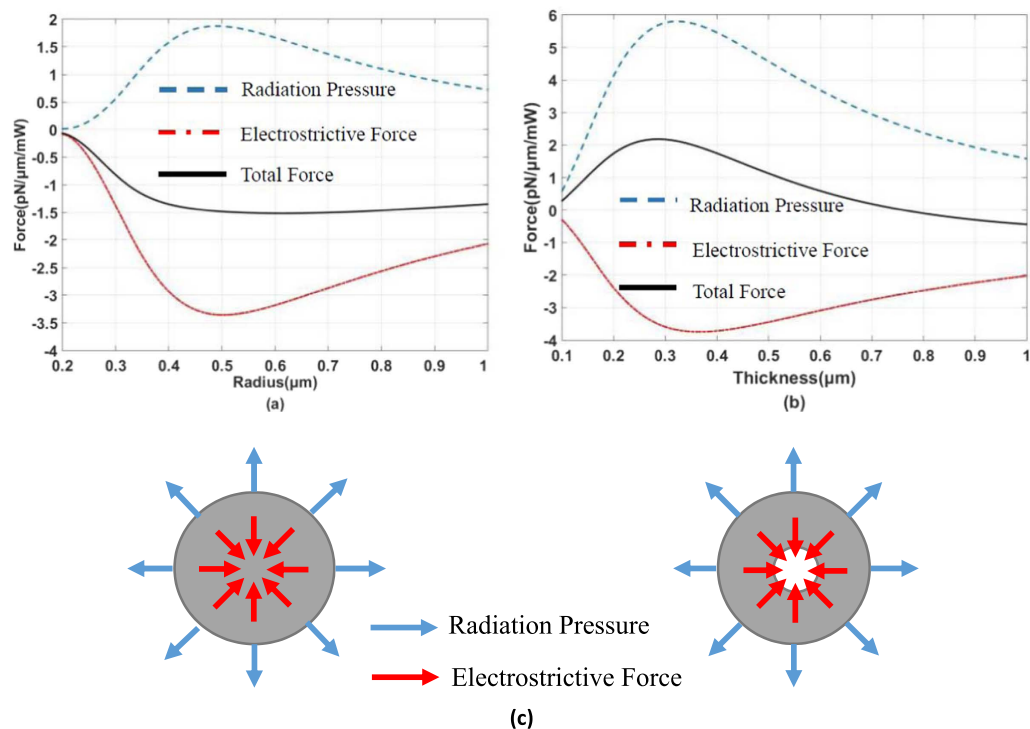 2
1.5
1
0.5
0
-0.5
-1
-1.5
-2
-2.5
-3
-3.5
-4
Force(pN/µm/mW)
Radiation Pressure
Electrostrictive Force
Total Force
0.2 0.3 0.4 0.5 0.6 0.7 0.8 0.9 1
Radius(µm)
(a)
6
5
4
3
2
1
0
-1
-2
-3
-4
Force(pN/µm/mW)
Radiation Pressure
Electrostrictive Force
Total Force
0.1 0.2 0.3 0.4 0.5 0.6 0.7 0.8 0.9 1
Thickness(µm)
(b)
Radiation Pressure
Electrostrictive Force
(c)